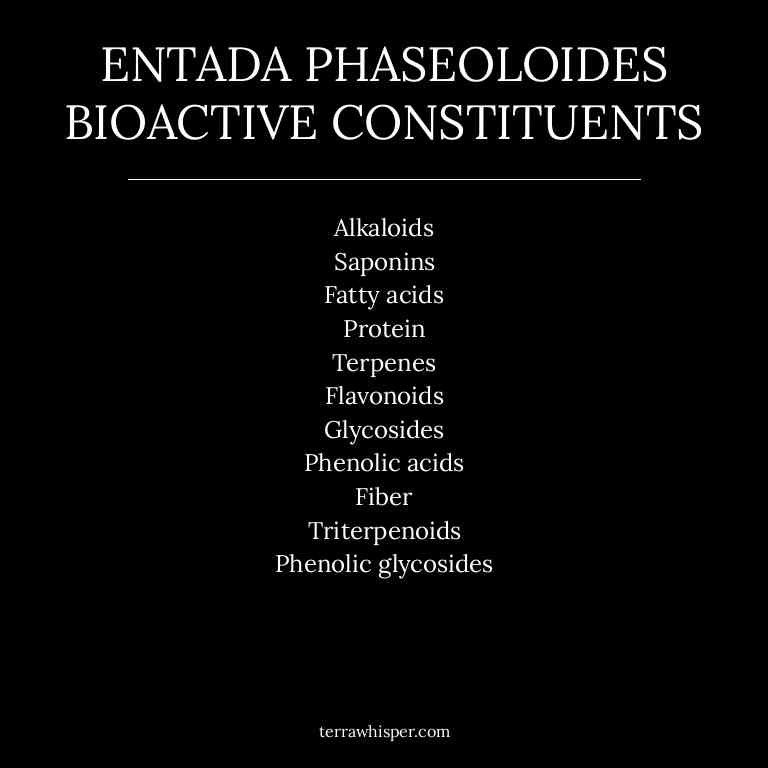 ENTADA PHASEOLOIDES
BIOACTIVE CONSTITUENTS
Alkaloids
Saponins
Fatty acids
Protein
Terpenes
Flavonoids
Glycosides
Phenolic acids
Fiber
Triterpenoids
Phenolic glycosides
terrawhisper.com